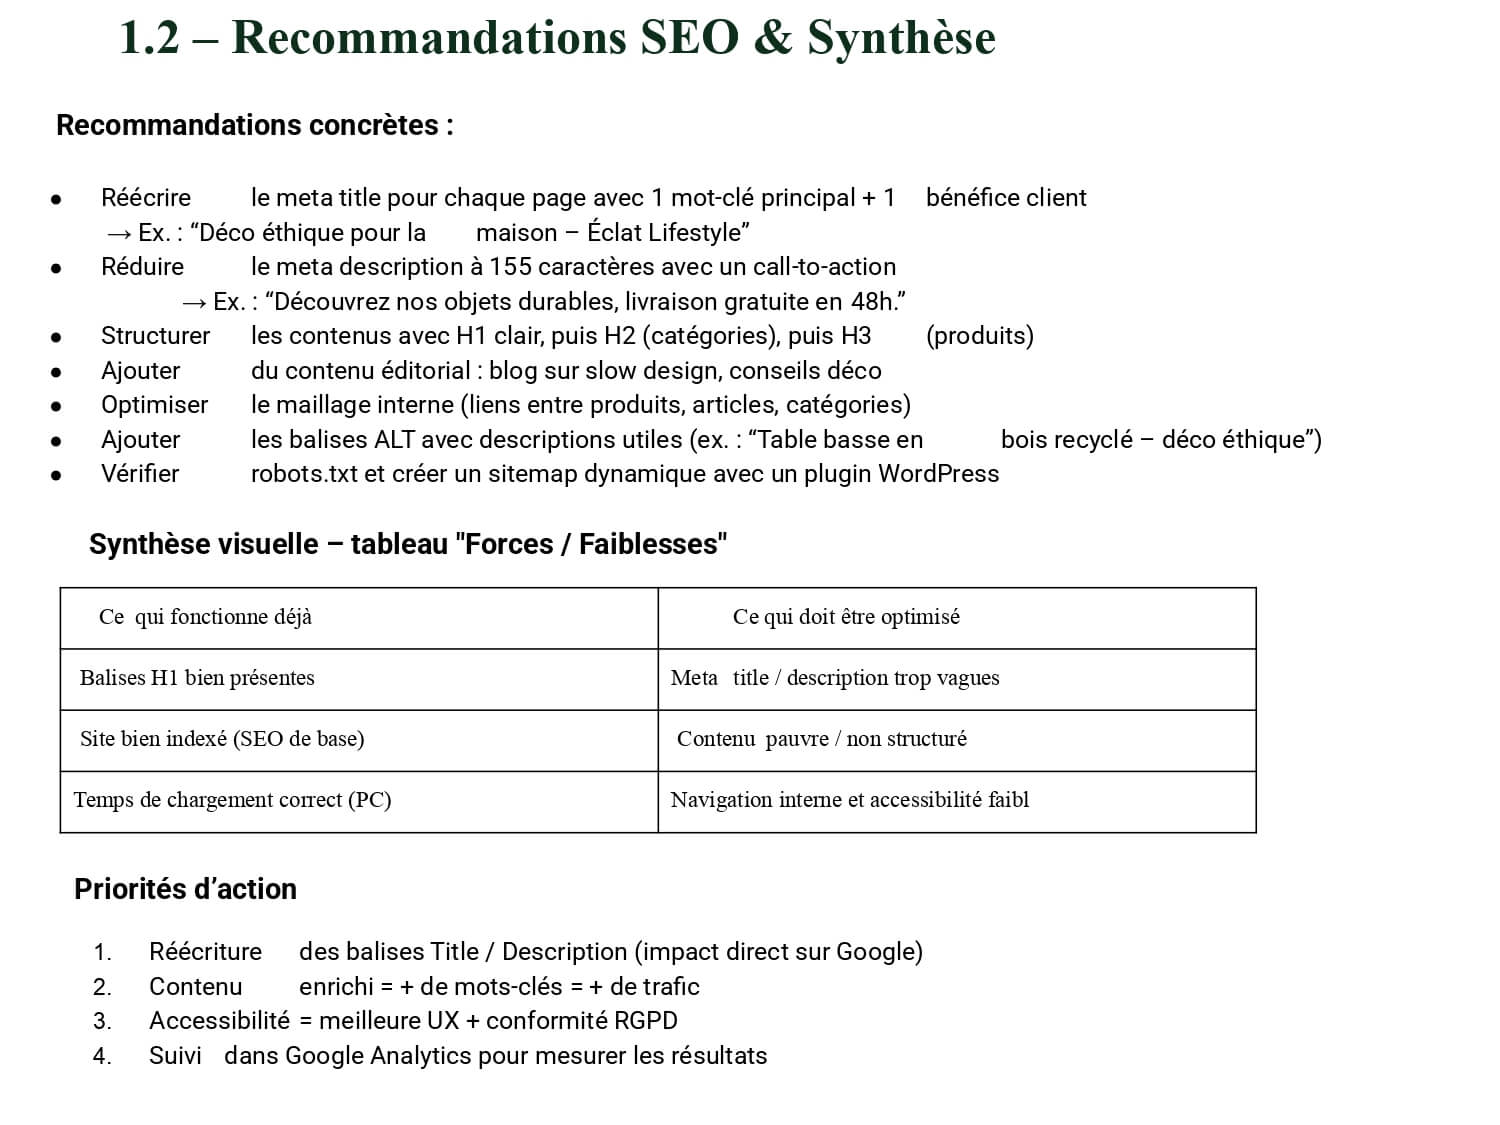 1.2 – Recommandations SEO & Synthèse
Recommandations concrètes :
● Réécrire le meta title pour chaque page avec 1 mot-clé principal + 1 bénéfice client
→ Ex. : “Déco éthique pour la maison – Éclat Lifestyle”
● Réduire le meta description à 155 caractères avec un call-to-action
→ Ex. : “Découvrez nos objets durables, livraison gratuite en 48h.”
● Structurer les contenus avec H1 clair, puis H2 (catégories), puis H3 (produits)
● Ajouter du contenu éditorial : blog sur slow design, conseils déco
● Optimiser le maillage interne (liens entre produits, articles, catégories)
● Ajouter les balises ALT avec descriptions utiles (ex. : “Table basse en bois recyclé – déco éthique”)
● Vérifier robots.txt et créer un sitemap dynamique avec un plugin WordPress
Synthèse visuelle – tableau "Forces / Faiblesses"
Ce qui fonctionne déjà Ce qui doit être optimisé
Balises H1 bien présentes Meta title / description trop vagues
Site bien indexé (SEO de base) Contenu pauvre / non structuré
Temps de chargement correct (PC) Navigation interne et accessibilité faibl
Priorités d’action
1. Réécriture des balises Title / Description (impact direct sur Google)
2. Contenu enrichi = + de mots-clés = + de trafic
3. Accessibilité = meilleure UX + conformité RGPD
4. Suivi dans Google Analytics pour mesurer les résultats